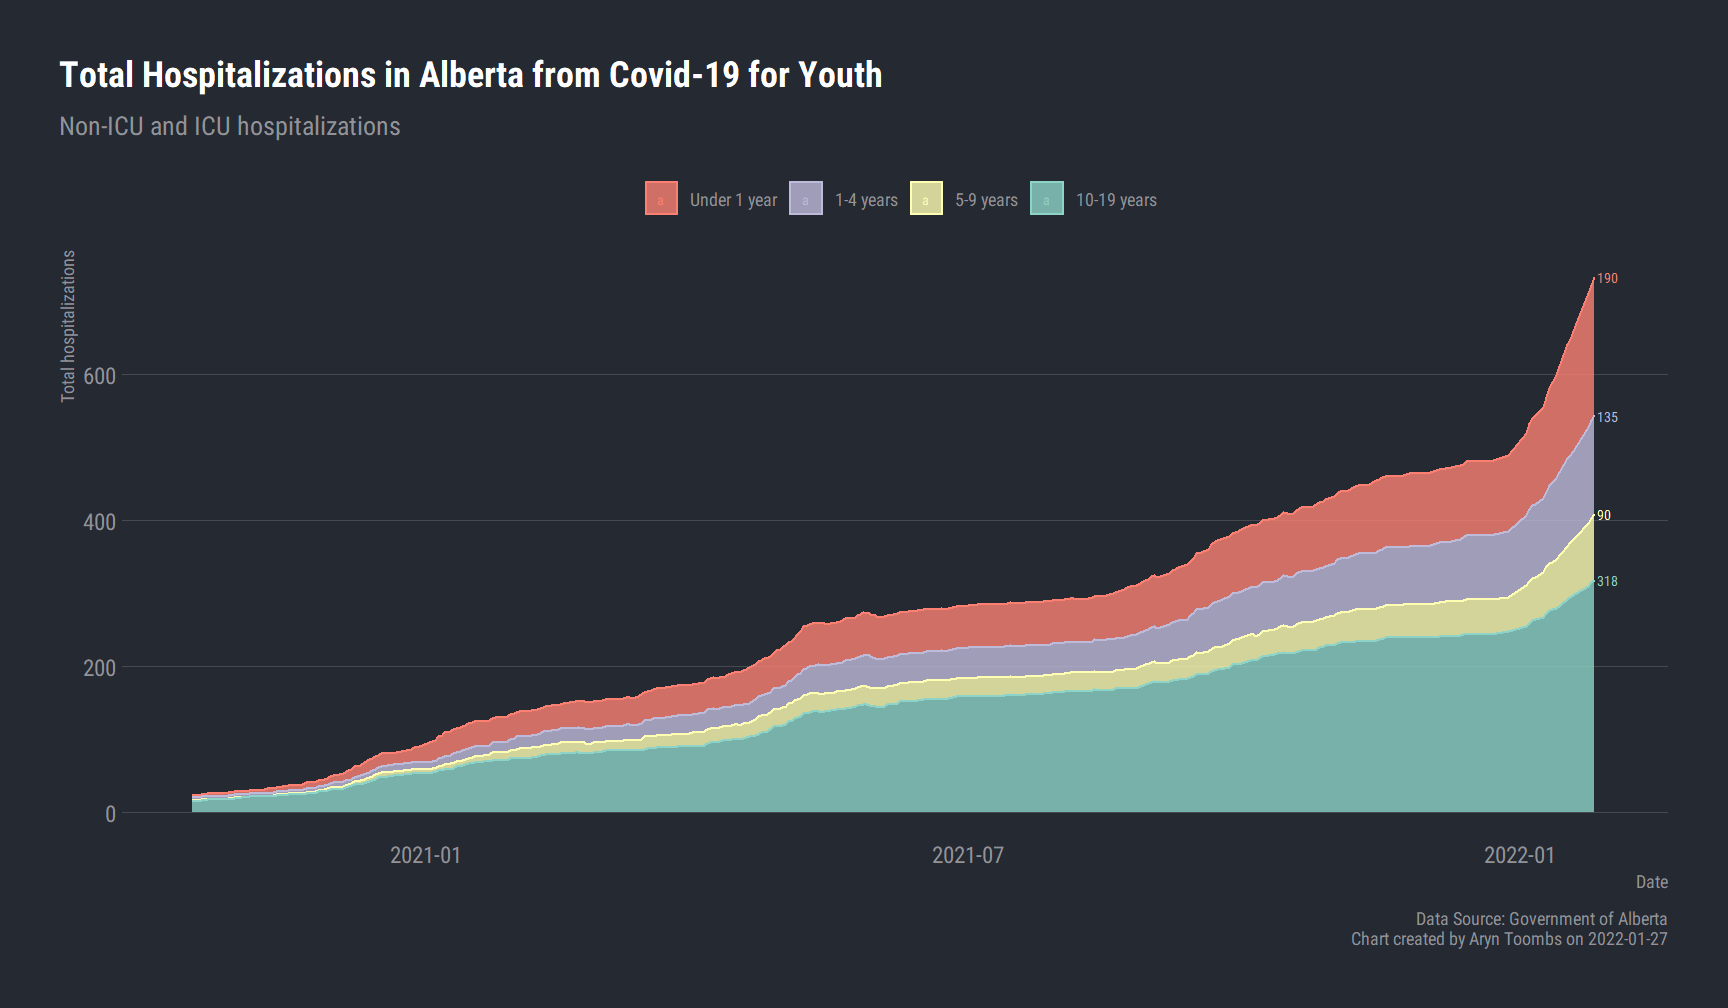 Total Hospitalizations in Alberta from Covid-19 for Youth
Non-ICU and ICU hospitalizations
a Under 1 year a 1-4 years a 5-9 years a 10-19 years
Total hospitalizations
190
600
135
400
90
318
200
0
2021-01 2021-07 2022-01
Date
Data Source: Government of Alberta
Chart created by Aryn Toombs on 2022-01-27